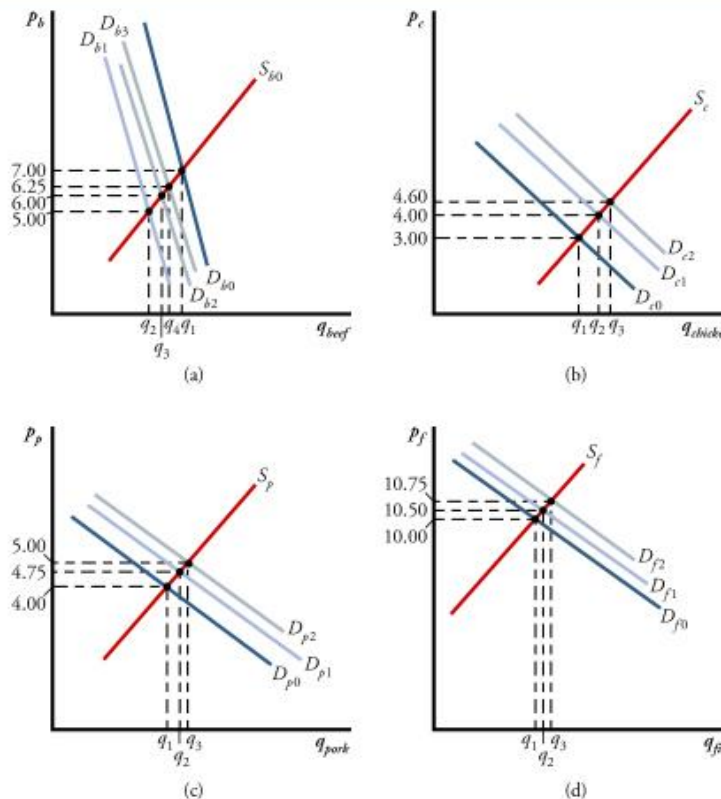 p_b
D_b3
D_b1
S_b0
7.00
6.25
6.00
5.00
D_b0
D_b2
q_2 q_4 q_1
q_3
q_beef
(a)
p_c
S_c
4.60
4.00
3.00
D_c2
D_c1
D_c0
q_1 q_2 q_3
q_chick
(b)
p_p
S_p
5.00
4.75
4.00
D_p2
D_p0 D_p1
q_1 q_3
q_2
q_pork
(c)
p_f
S_f
10.75
10.50
10.00
D_f2
D_f1
D_f0
q_1 q_3
q_2
(d)